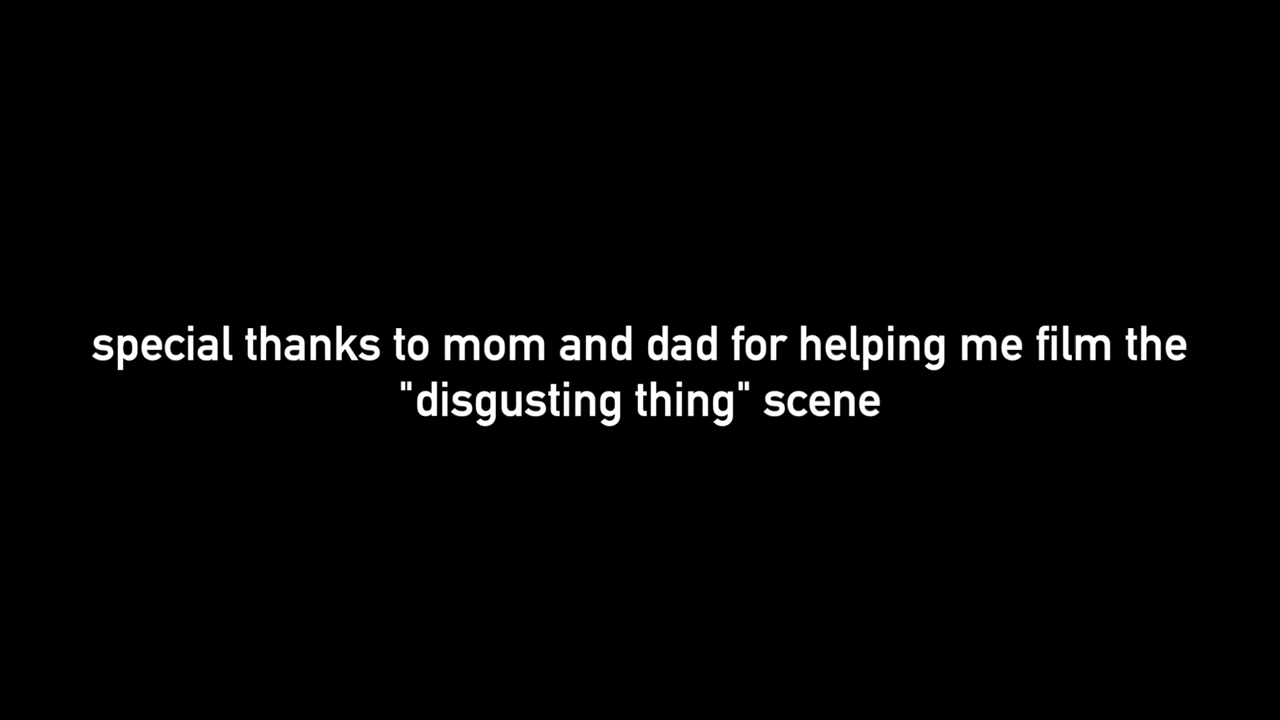 special thanks to mom and dad for helping me film the
"disgusting thing" scene